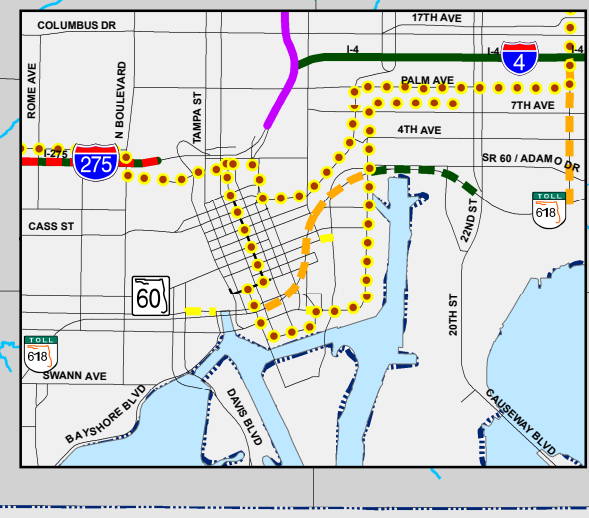 17TH AVE
COLUMBUS DR
I-4
I-4
I-4
4
PALM AVE
ROME AVE
N BOULEVARD
TAMPA ST
7TH AVE
4TH AVE
I-275
275
SR 60 / ADAMO DR
TOLL
618
22ND ST
CASS ST
60
20TH ST
TOLL
618
SWANN AVE
BAYSHORE BLVD
DAVIS BLVD
CAUSEWAY BLVD